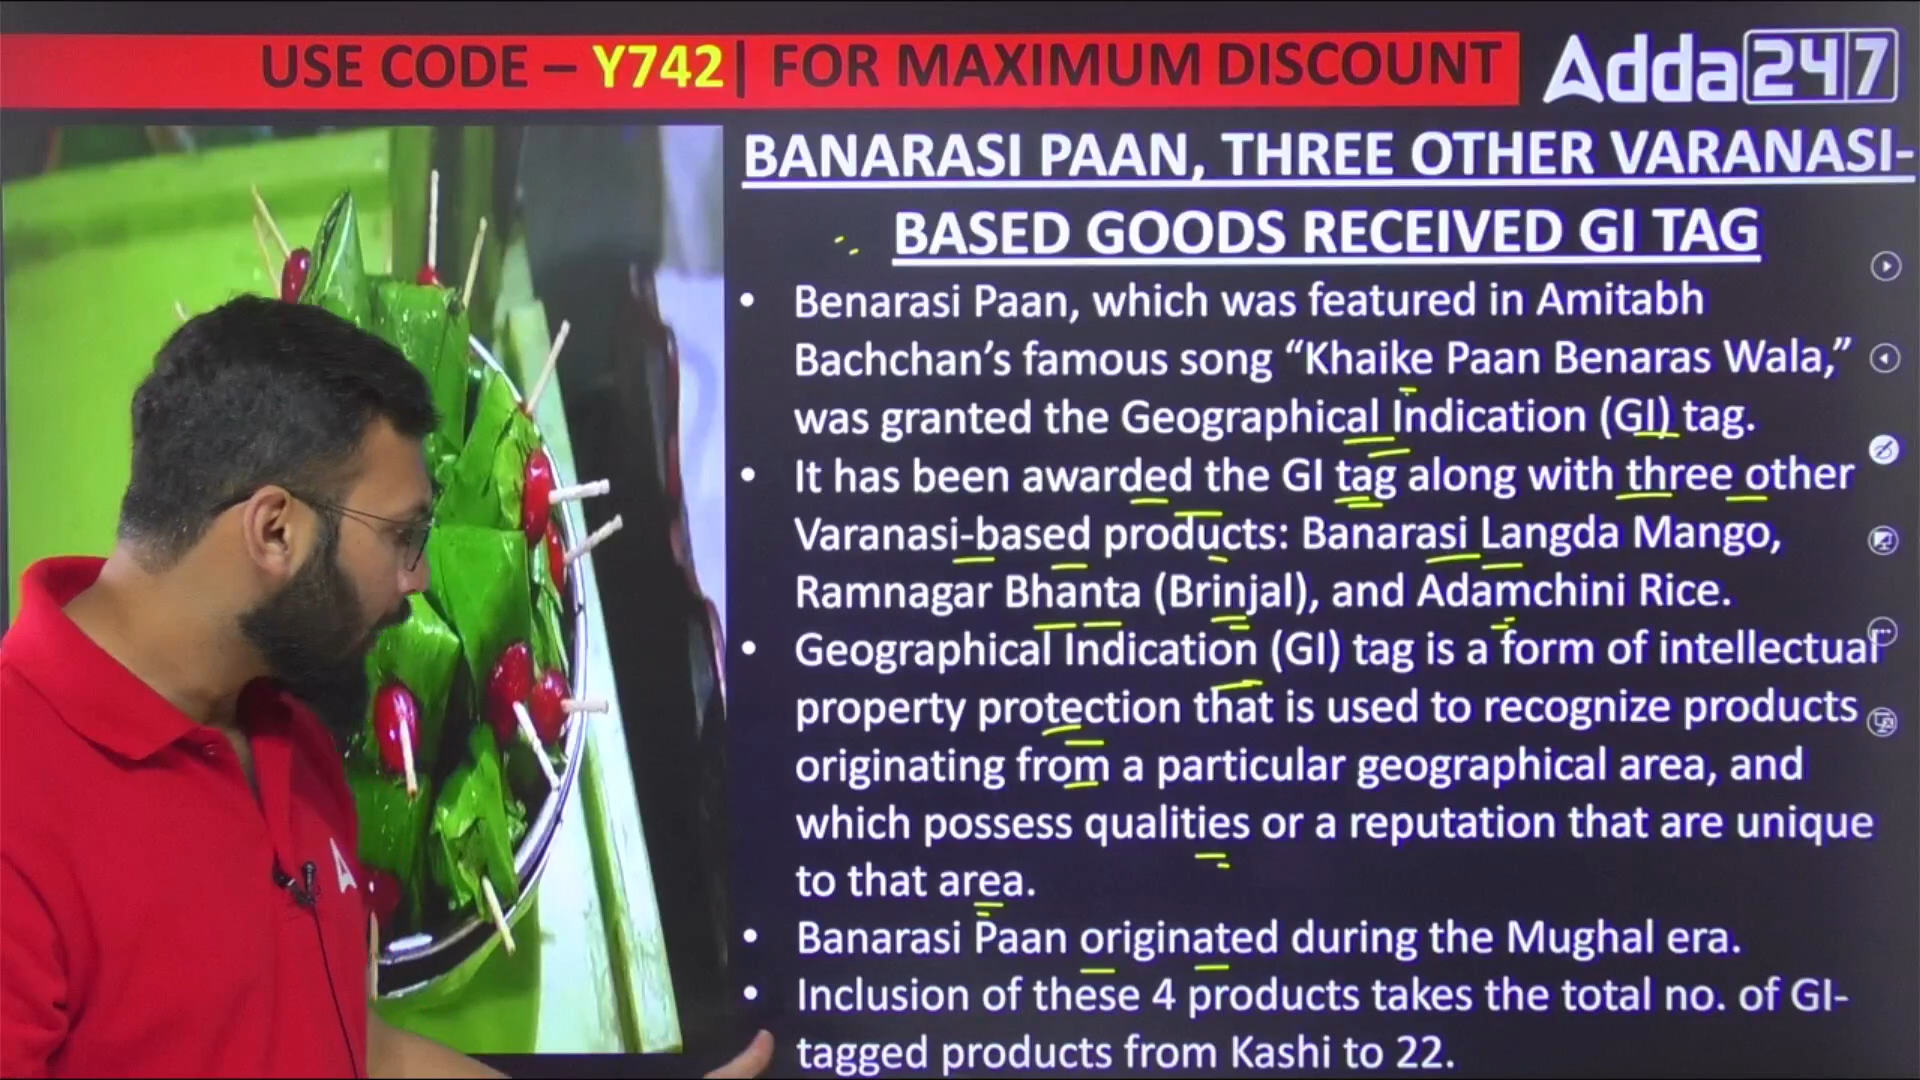 USE CODE – Y742| FOR MAXIMUM DISCOUNT
Adda247
BANARASI PAAN, THREE OTHER VARANASI-
BASED GOODS RECEIVED GI TAG
• Benarasi Paan, which was featured in Amitabh
Bachchan’s famous song “Khaike Paan Benaras Wala,”
was granted the Geographical Indication (GI) tag.
• It has been awarded the GI tag along with three other
Varanasi-based products: Banarasi Langda Mango,
Ramnagar Bhanta (Brinjal), and Adamchini Rice.
• Geographical Indication (GI) tag is a form of intellectual
property protection that is used to recognize products
originating from a particular geographical area, and
which possess qualities or a reputation that are unique
to that area.
• Banarasi Paan originated during the Mughal era.
• Inclusion of these 4 products takes the total no. of GI-
tagged products from Kashi to 22.